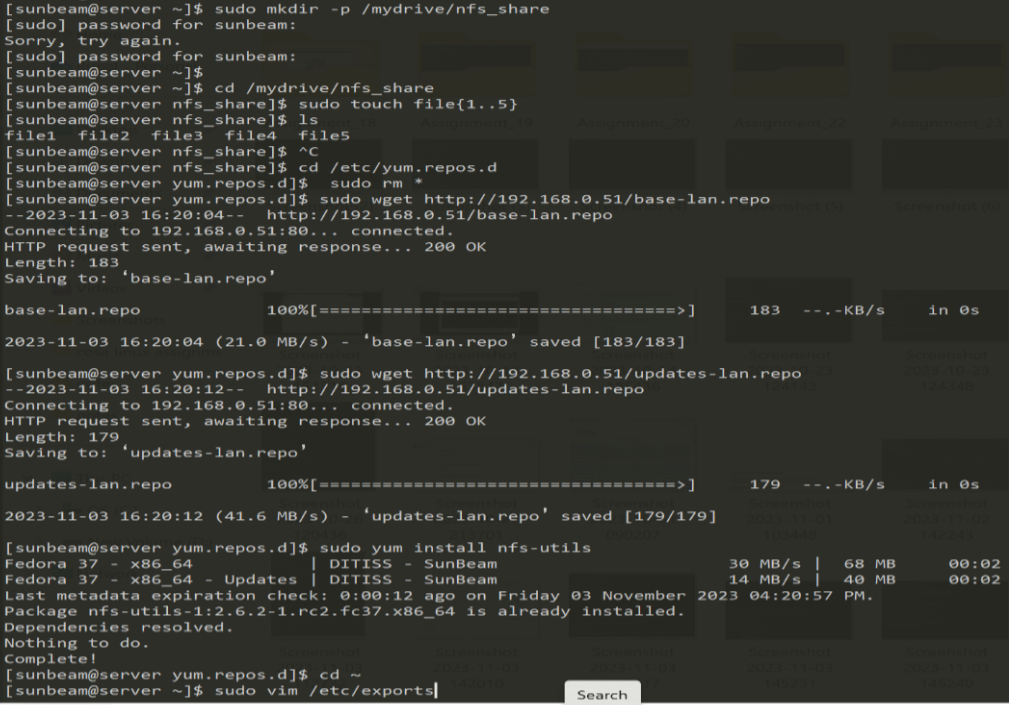 [sunbeam@server ~]$ sudo mkdir -p /mydrive/nfs_share
[sudo] password for sunbeam:
Sorry, try again.
[sudo] password for sunbeam:
[sunbeam@server ~]$
[sunbeam@server ~]$ cd /mydrive/nfs_share
[sunbeam@server nfs_share]$ sudo touch file{1..5}
[sunbeam@server nfs_share]$ ls
file1  file2  file3  file4  file5
[sunbeam@server nfs_share]$ ^C
[sunbeam@server nfs_share]$ cd /etc/yum.repos.d
[sunbeam@server yum.repos.d]$  sudo rm *
[sunbeam@server yum.repos.d]$ sudo wget http://192.168.0.51/base-lan.repo
--2023-11-03 16:20:04--  http://192.168.0.51/base-lan.repo
Connecting to 192.168.0.51:80... connected.
HTTP request sent, awaiting response... 200 OK
Length: 183
Saving to: ‘base-lan.repo’
base-lan.repo 100%[==================================>] 183 --.-KB/s in 0s
2023-11-03 16:20:04 (21.0 MB/s) - ‘base-lan.repo’ saved [183/183]
[sunbeam@server yum.repos.d]$ sudo wget http://192.168.0.51/updates-lan.repo
--2023-11-03 16:20:12--  http://192.168.0.51/updates-lan.repo
Connecting to 192.168.0.51:80... connected.
HTTP request sent, awaiting response... 200 OK
Length: 179
Saving to: ‘updates-lan.repo’
updates-lan.repo 100%[==================================>] 179 --.-KB/s in 0s
2023-11-03 16:20:12 (41.6 MB/s) - ‘updates-lan.repo’ saved [179/179]
[sunbeam@server yum.repos.d]$ sudo yum install nfs-utils
Fedora 37 - x86_64 | DITISS - SunBeam 30 MB/s | 68 MB 00:02
Fedora 37 - x86_64 - Updates | DITISS - SunBeam 14 MB/s | 40 MB 00:02
Last metadata expiration check: 0:00:12 ago on Friday 03 November 2023 04:20:57 PM.
Package nfs-utils-1:2.6.2-1.rc2.fc37.x86_64 is already installed.
Dependencies resolved.
Nothing to do.
Complete!
[sunbeam@server yum.repos.d]$ cd ~
[sunbeam@server ~]$ sudo vim /etc/exports
Search